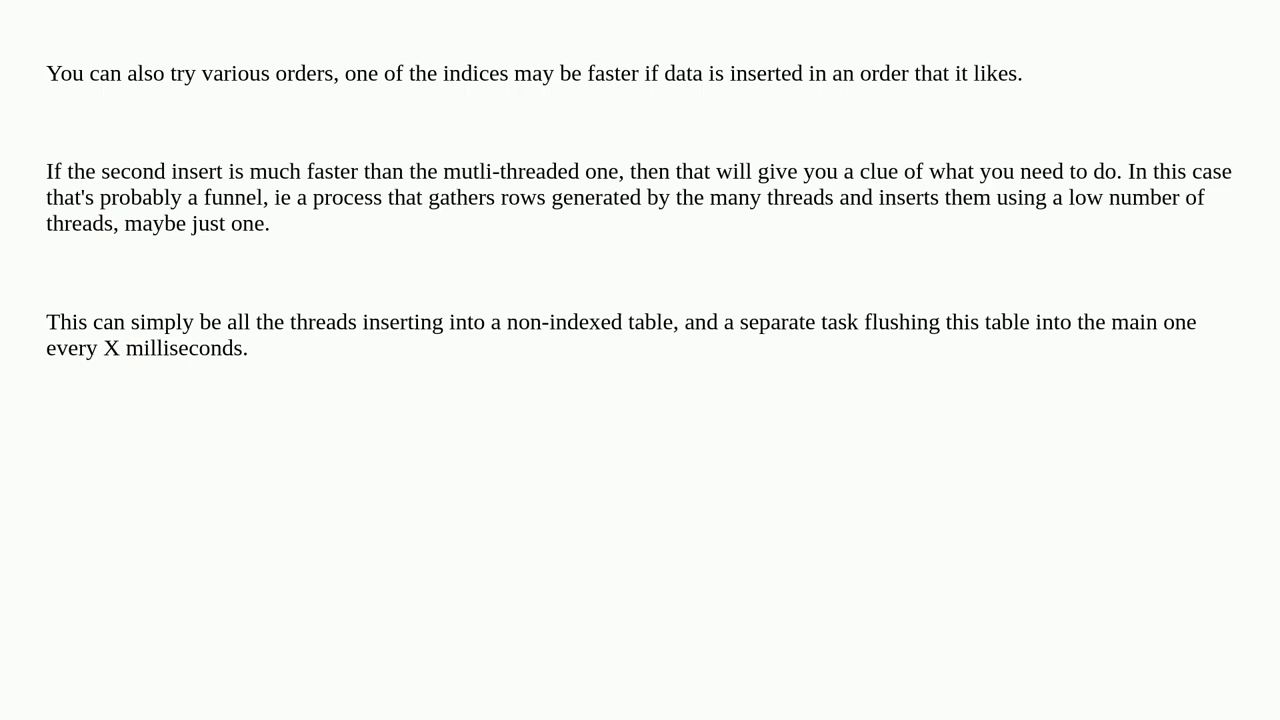 You can also try various orders, one of the indices may be faster if data is inserted in an order that it likes.
If the second insert is much faster than the mutli-threaded one, then that will give you a clue of what you need to do. In this case
that's probably a funnel, ie a process that gathers rows generated by the many threads and inserts them using a low number of
threads, maybe just one.
This can simply be all the threads inserting into a non-indexed table, and a separate task flushing this table into the main one
every X milliseconds.